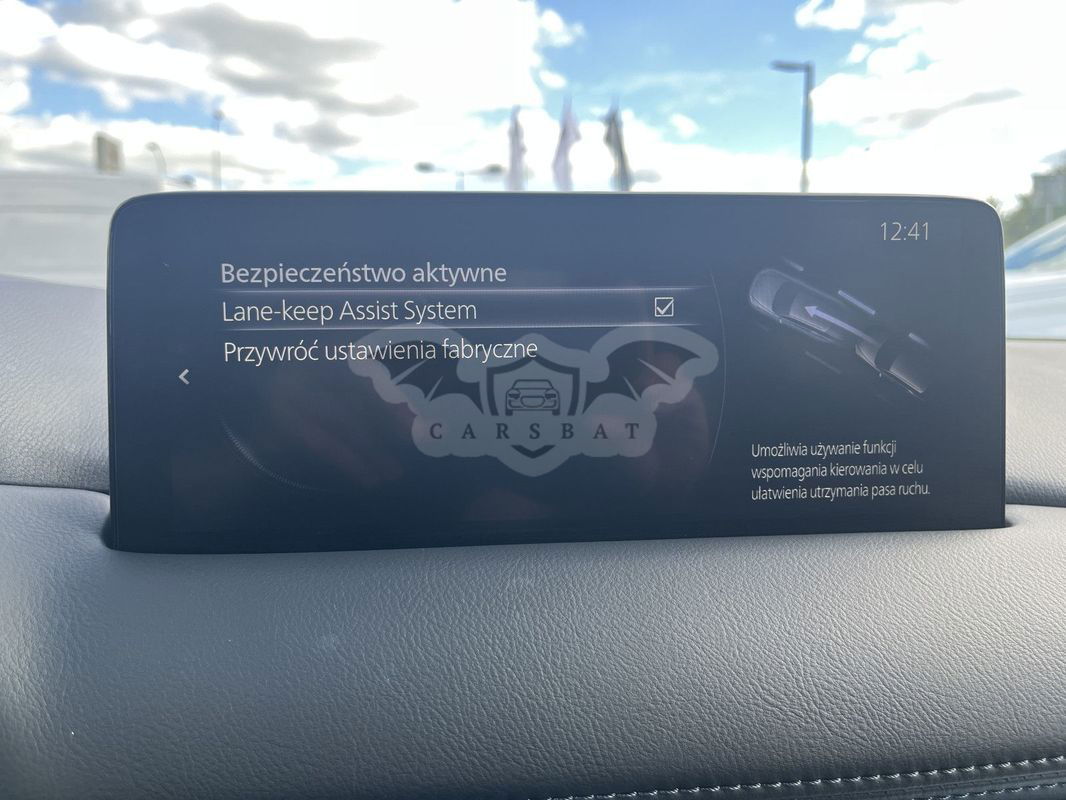 12:41
Bezpieczeństwo aktywne
Lane-keep Assist System
Przywróć ustawienia fabryczne
CARSBAT
Umożliwia używanie funkcji
wspomagania kierowania w celu
ułatwienia utrzymania pasa ruchu.